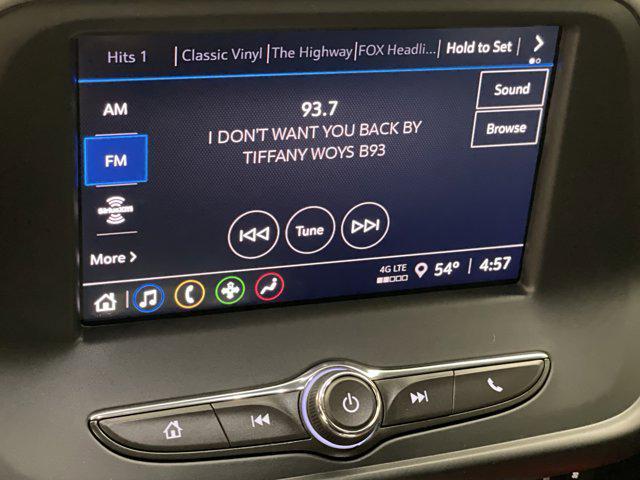 Hits 1 | Classic Vinyl | The Highway | FOX Headli... | Hold to Set |
AM
93.7
Sound
I DON'T WANT YOU BACK BY
Browse
FM
TIFFANY WOYS B93
SiriusXM
Tune
More
4G LTE 54° | 4:57